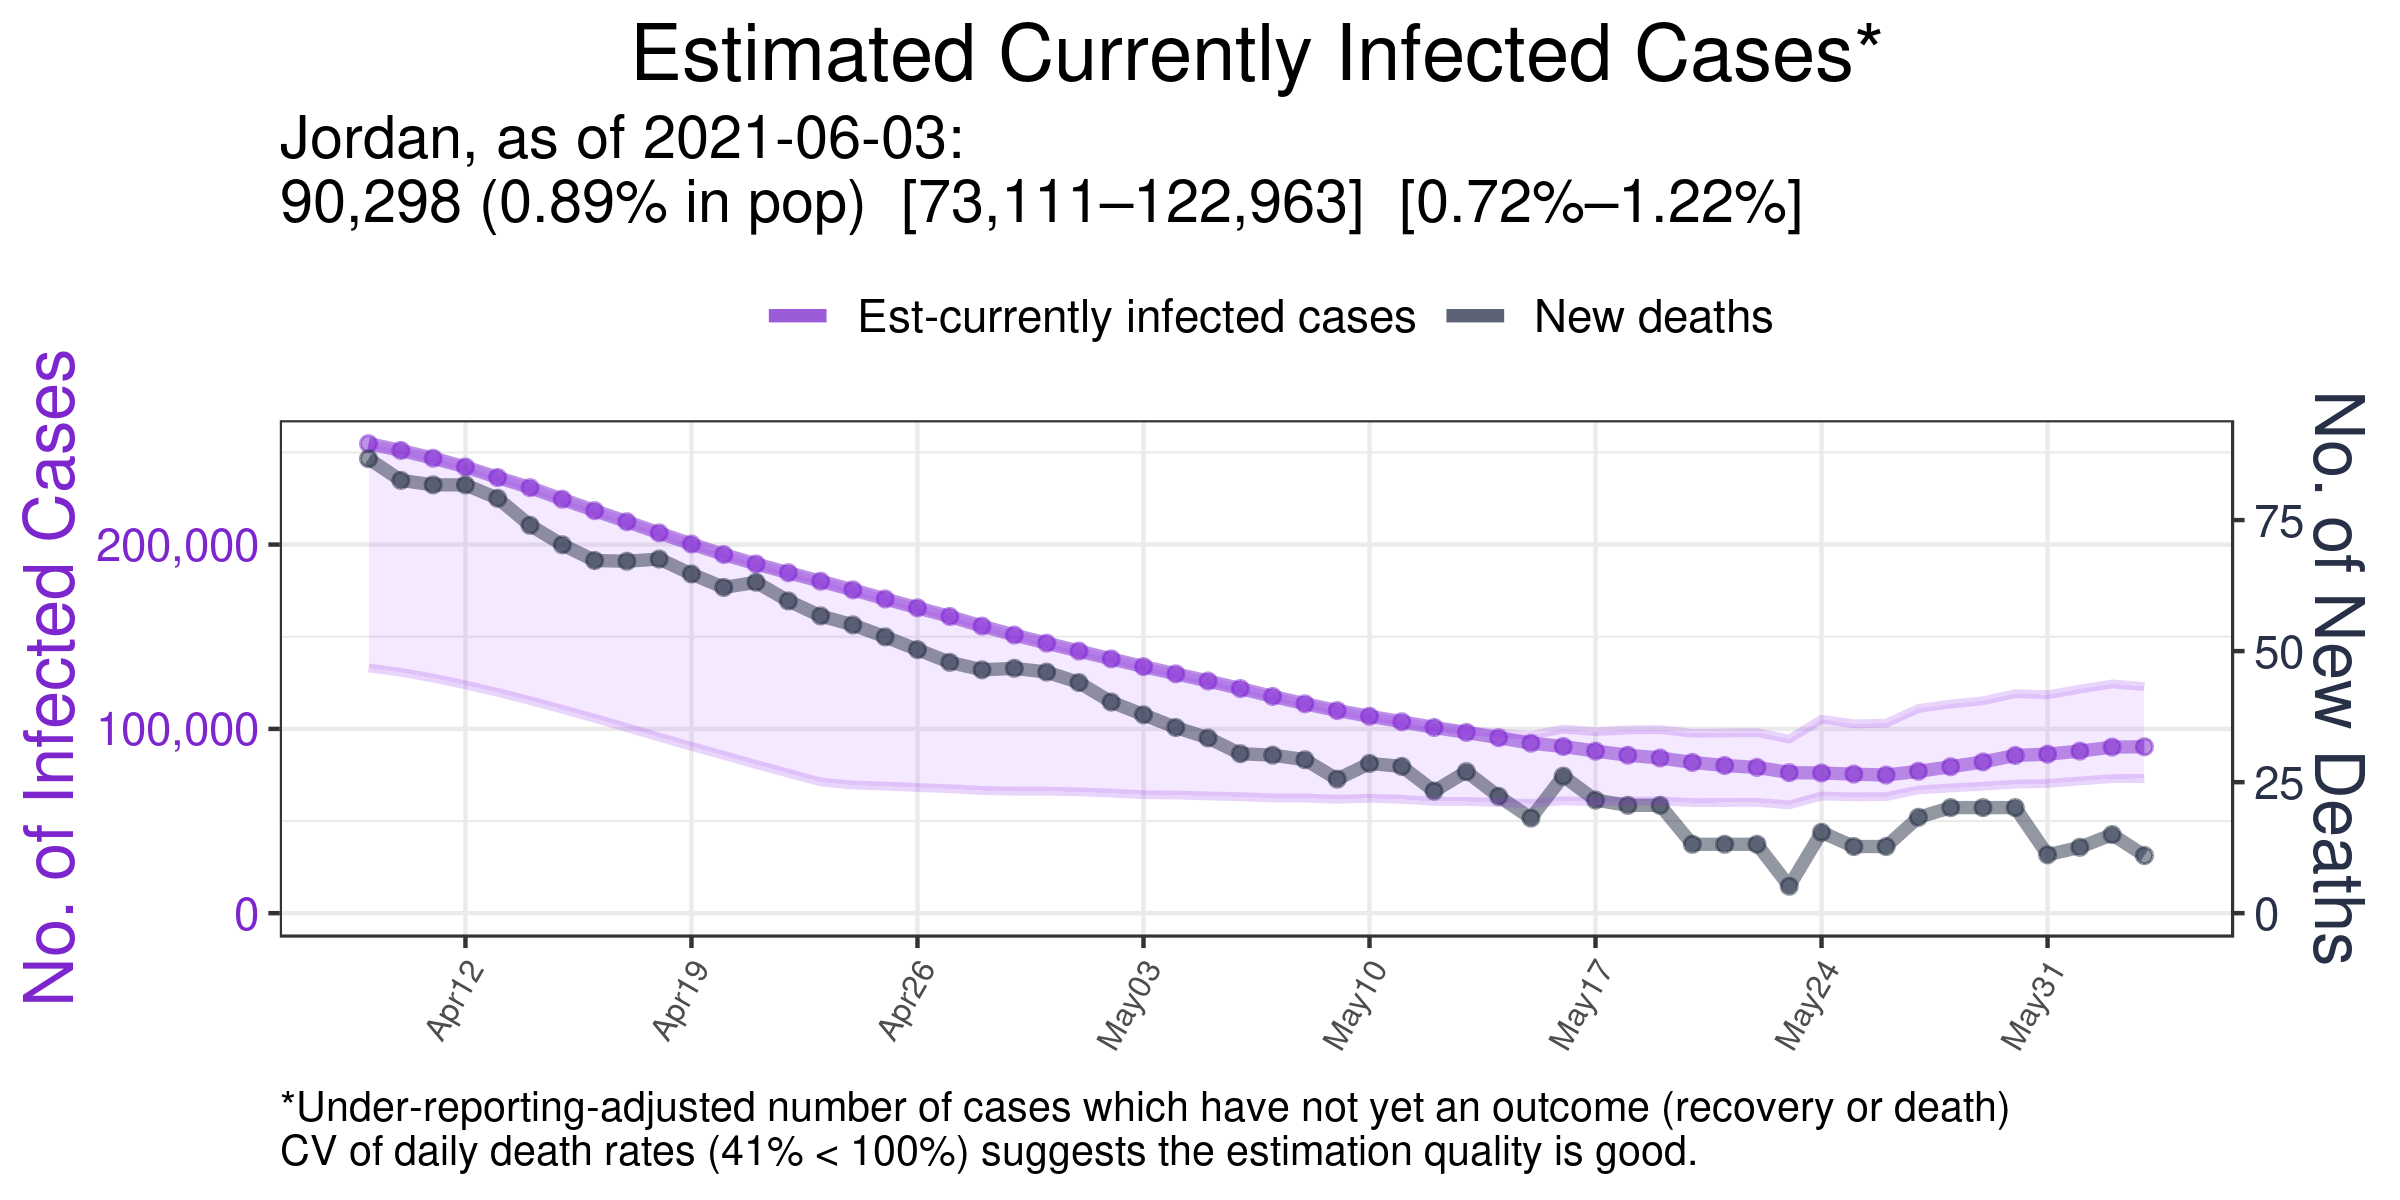 Estimated Currently Infected Cases*
Jordan, as of 2021-06-03:
90,298 (0.89% in pop) [73,111–122,963] [0.72%–1.22%]
Est-currently infected cases
New deaths
No. of Infected Cases
200,000
100,000
0
No. of New Deaths
75
50
25
0
Apr12
Apr19
Apr26
May03
May10
May17
May24
May31
*Under-reporting-adjusted number of cases which have not yet an outcome (recovery or death)
CV of daily death rates (41% < 100%) suggests the estimation quality is good.